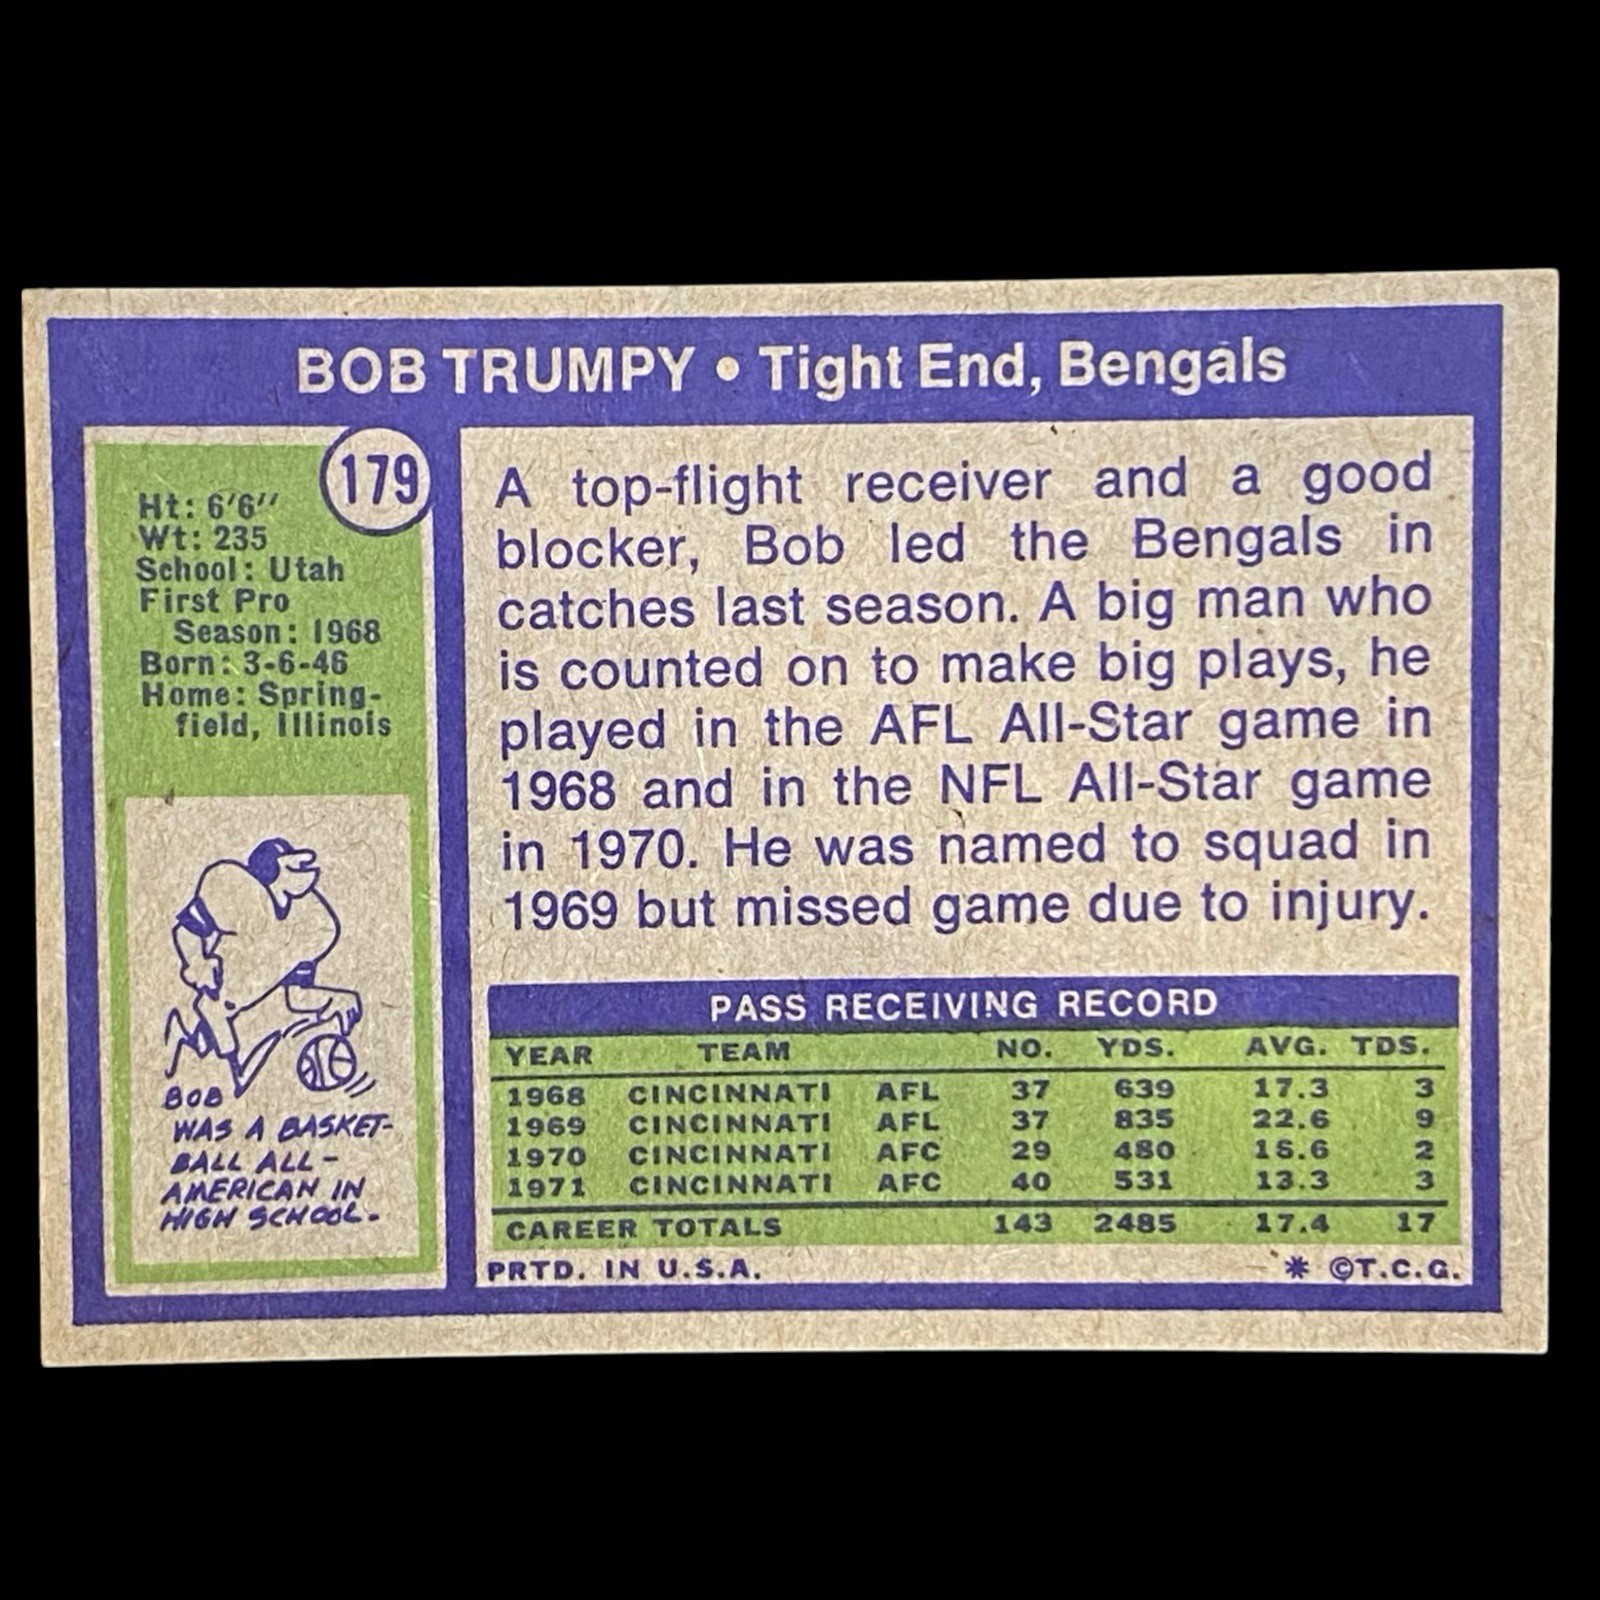 BOB TRUMPY • Tight End, Bengals
179
Ht: 6'6''
Wt: 235
School: Utah
First Pro
Season: 1968
Born: 3-6-46
Home: Spring-
field, Illinois
BOB
WAS A BASKET-
BALL ALL-
AMERICAN IN
HIGH SCHOOL.
A top-flight receiver and a good
blocker, Bob led the Bengals in
catches last season. A big man who
is counted on to make big plays, he
played in the AFL All-Star game in
1968 and in the NFL All-Star game
in 1970. He was named to squad in
1969 but missed game due to injury.
PASS RECEIVING RECORD
YEAR TEAM NO. YDS. AVG. TDS.
1968 CINCINNATI AFL 37 639 17.3 3
1969 CINCINNATI AFL 37 835 22.6 9
1970 CINCINNATI AFC 29 480 16.6 2
1971 CINCINNATI AFC 40 531 13.3 3
CAREER TOTALS 143 2485 17.4 17
PRTD. IN U.S.A. * ©T.C.G.